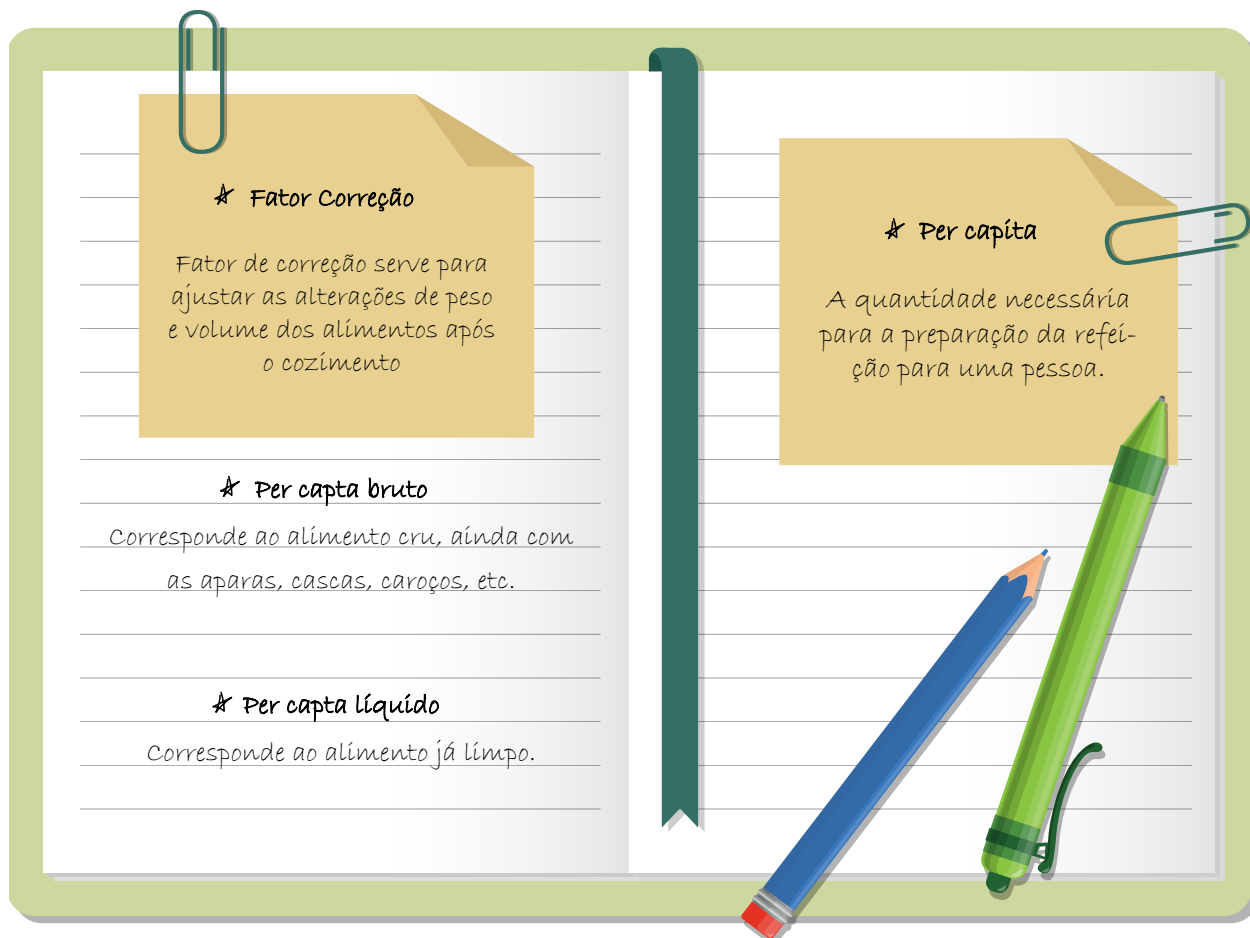 Fator Correção
Fator de correção serve para
ajustar as alterações de peso
e volume dos alimentos após
o cozimento
Per capta bruto
Corresponde ao alimento cru, ainda com
as aparas, cascas, caroços, etc.
Per capta líquido
Corresponde ao alimento já limpo.
Per capita
A quantidade necessária
para a preparação da refei-
ção para uma pessoa.